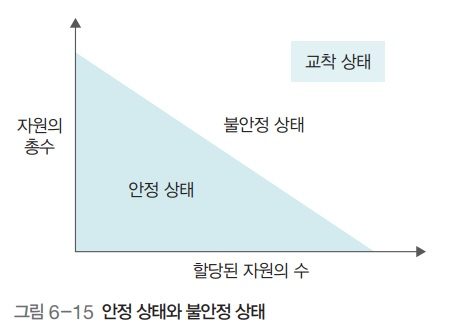 교착 상태
자원의
총수
불안정 상태
안정 상태
할당된 자원의 수
그림 6-15 안정 상태와 불안정 상태